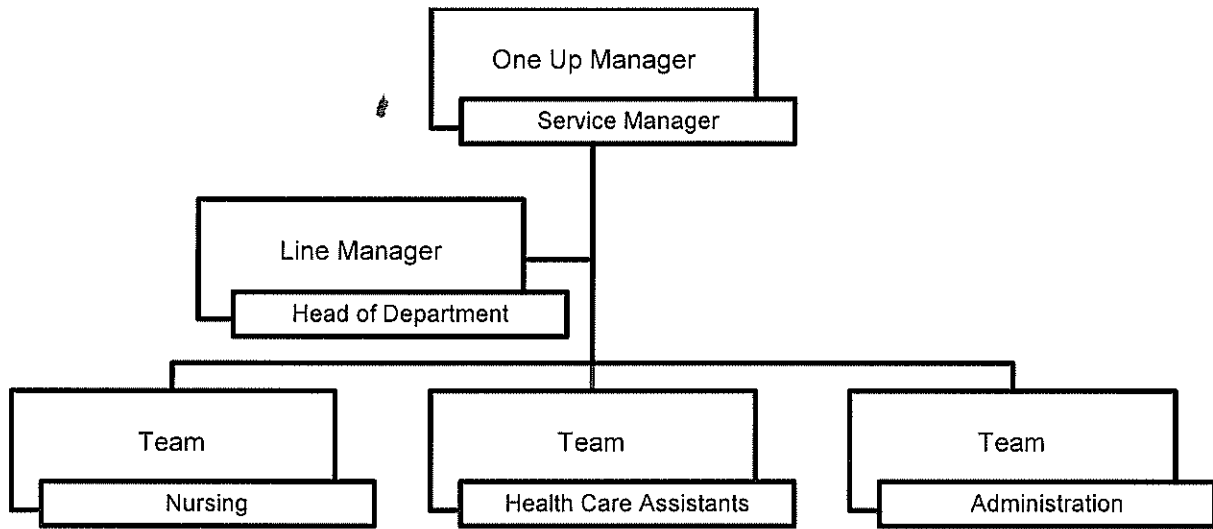 One Up Manager
Service Manager
Line Manager
Head of Department
Team
Nursing
Team
Health Care Assistants
Team
Administration